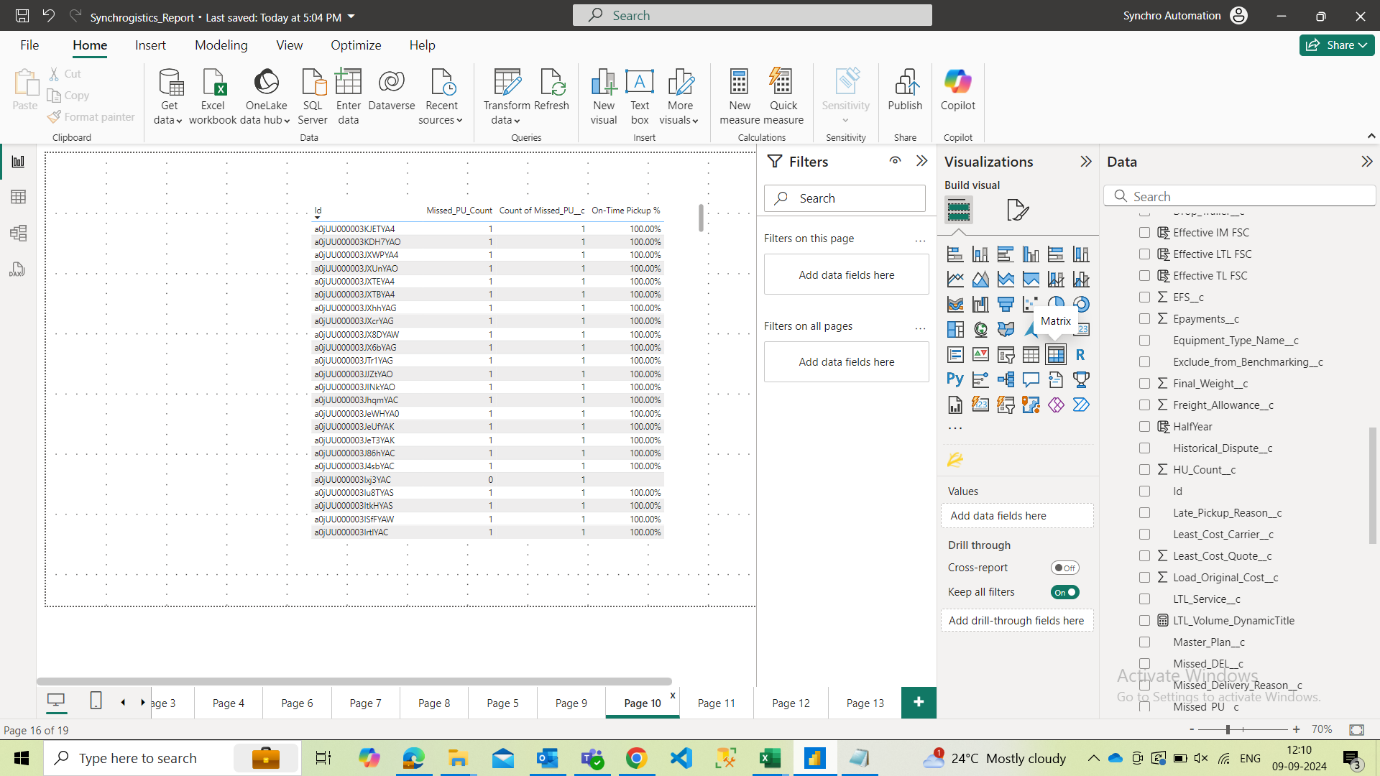 Synchrogistics_Report • Last saved: Today at 5:04 PM
Search
Synchro Automation
File Home Insert Modeling View Optimize Help
Share
Paste
Cut
Copy
Format painter
Clipboard
Get data
Excel workbook
OneLake data hub
SQL Server
Enter data
Dataverse
Recent sources
Data
Transform data
Refresh
Queries
New visual
Text box
More visuals
Insert
New measure
Quick measure
Calculations
Sensitivity
Sensitivity
Publish
Share
Copilot
Copilot
Id Missed_PU_Count Count of Missed_PU__c On-Time Pickup %
a0jUU000003KJETYA4 1 1 100.00%
a0jUU000003KDH7YAO 1 1 100.00%
a0jUU000003JXWPYA4 1 1 100.00%
a0jUU000003JXUnYAO 1 1 100.00%
a0jUU000003JXTEYA4 1 1 100.00%
a0jUU000003JXTBYA4 1 1 100.00%
a0jUU000003JXhhYAG 1 1 100.00%
a0jUU000003JXcrYAG 1 1 100.00%
a0jUU000003JX8DYAW 1 1 100.00%
a0jUU000003JX6bYAG 1 1 100.00%
a0jUU000003JTr1YAG 1 1 100.00%
a0jUU000003JJZtYAO 1 1 100.00%
a0jUU000003JINkYAO 1 1 100.00%
a0jUU000003JhqmYAC 1 1 100.00%
a0jUU000003JeWHYA0 1 1 100.00%
a0jUU000003JeUfYAK 1 1 100.00%
a0jUU000003JeT3YAK 1 1 100.00%
a0jUU000003J86hYAC 1 1 100.00%
a0jUU000003J4sbYAC 1 1 100.00%
a0jUU000003Ixj3YAC 0 1
a0jUU000003Iu8TYAS 1 1 100.00%
a0jUU000003ItkHYAS 1 1 100.00%
a0jUU000003ISfFYAW 1 1 100.00%
a0jUU000003IrtlYAC 1 1 100.00%
Filters
Search
Filters on this page ...
Add data fields here
Filters on all pages ...
Add data fields here
Visualizations
Build visual
Matrix
123
R
Py
123
...
Values
Add data fields here
Drill through
Cross-report Off
Keep all filters On
Add drill-through fields here
Data
Search
Drop_Trailer__c
Effective IM FSC
Effective LTL FSC
Effective TL FSC
EFS__c
Epayments__c
Equipment_Type_Name__c
Exclude_from_Benchmarking__c
Final_Weight__c
Freight_Allowance__c
HalfYear
Historical_Dispute__c
HU_Count__c
Id
Late_Pickup_Reason__c
Least_Cost_Carrier__c
Least_Cost_Quote__c
Load_Original_Cost__c
LTL_Service__c
LTL_Volume_DynamicTitle
Master_Plan__c
Missed_DEL__c
Missed_Delivery_Reason__c
Missed_PU__c
Activate Windows
Go to Settings to activate Windows.
age 3 Page 4 Page 6 Page 7 Page 8 Page 5 Page 9 Page 10 x Page 11 Page 12 Page 13 +
Page 16 of 19
- + 70%
Type here to search
1
24°C Mostly cloudy
ENG
12:10
09-09-2024
3